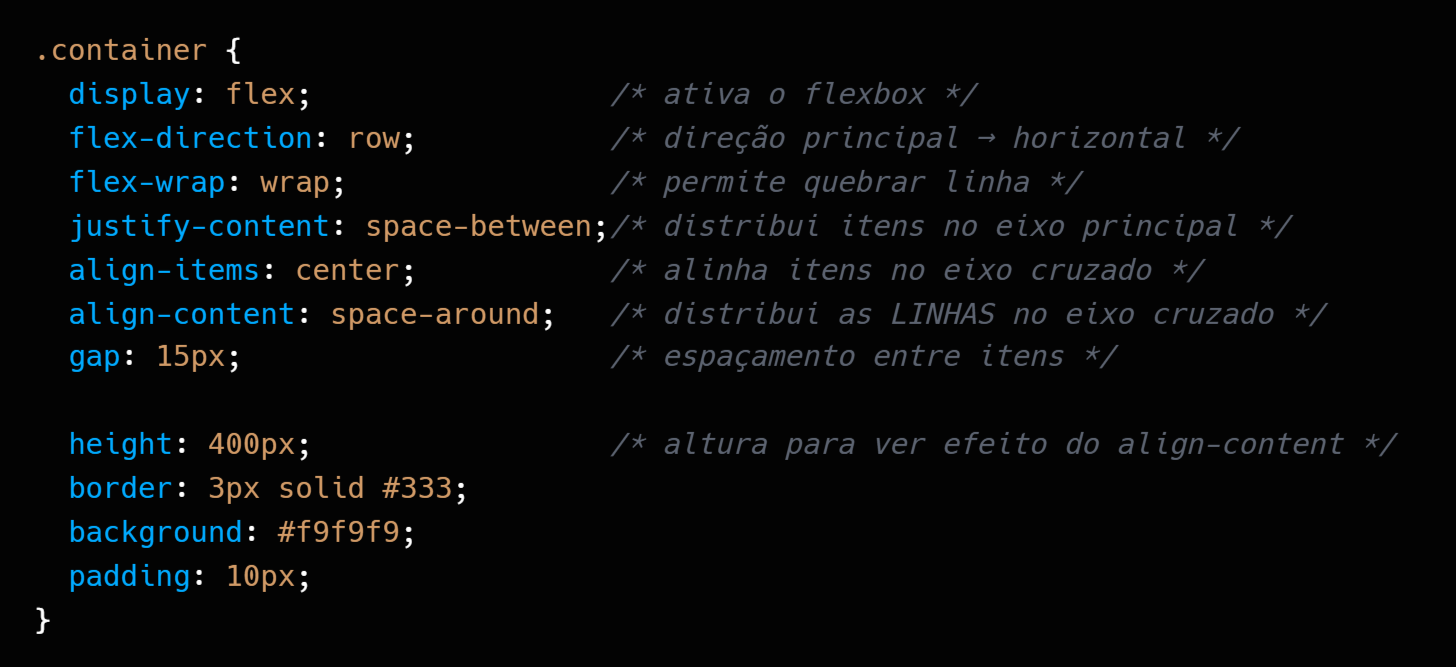 .container {
  display: flex;                 /* ativa o flexbox */
  flex-direction: row;           /* direção principal → horizontal */
  flex-wrap: wrap;               /* permite quebrar linha */
  justify-content: space-between;/* distribui itens no eixo principal */
  align-items: center;           /* alinha itens no eixo cruzado */
  align-content: space-around;   /* distribui as LINHAS no eixo cruzado */
  gap: 15px;                     /* espaçamento entre itens */

  height: 400px;                 /* altura para ver efeito do align-content */
  border: 3px solid #333;
  background: #f9f9f9;
  padding: 10px;
}